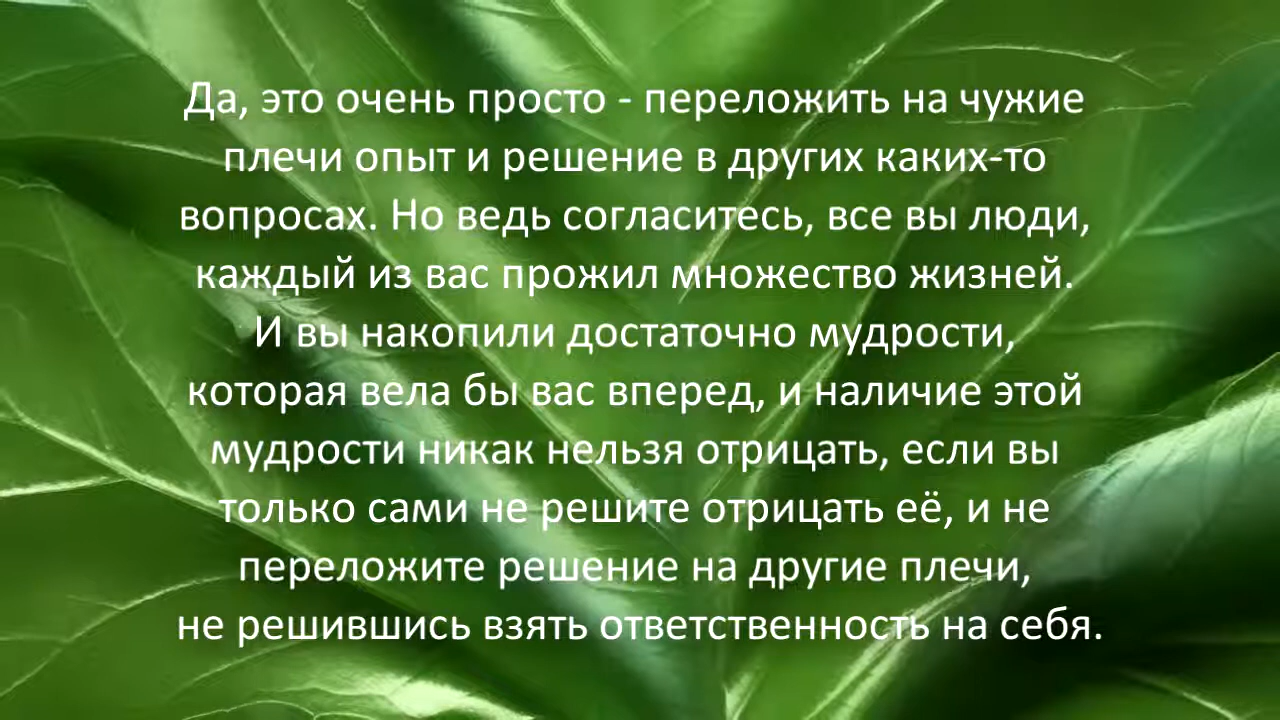 Да, это очень просто - переложить на чужие
плечи опыт и решение в других каких-то
вопросах. Но ведь согласитесь, все вы люди,
каждый из вас прожил множество жизней.
И вы накопили достаточно мудрости,
которая вела бы вас вперед, и наличие этой
мудрости никак нельзя отрицать, если вы
только сами не решите отрицать её, и не
переложите решение на другие плечи,
не решившись взять ответственность на себя.